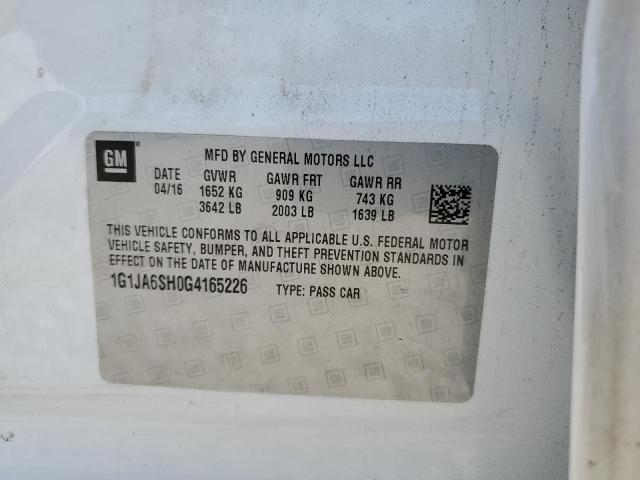 GM
MFD BY GENERAL MOTORS LLC
DATE GVWR GAWR FRT GAWR RR
04/16 1652 KG 909 KG 743 KG
3642 LB 2003 LB 1639 LB
THIS VEHICLE CONFORMS TO ALL APPLICABLE U.S. FEDERAL MOTOR
VEHICLE SAFETY, BUMPER, AND THEFT PREVENTION STANDARDS IN
EFFECT ON THE DATE OF MANUFACTURE SHOWN ABOVE.
1G1JA6SH0G4165226 TYPE: PASS CAR